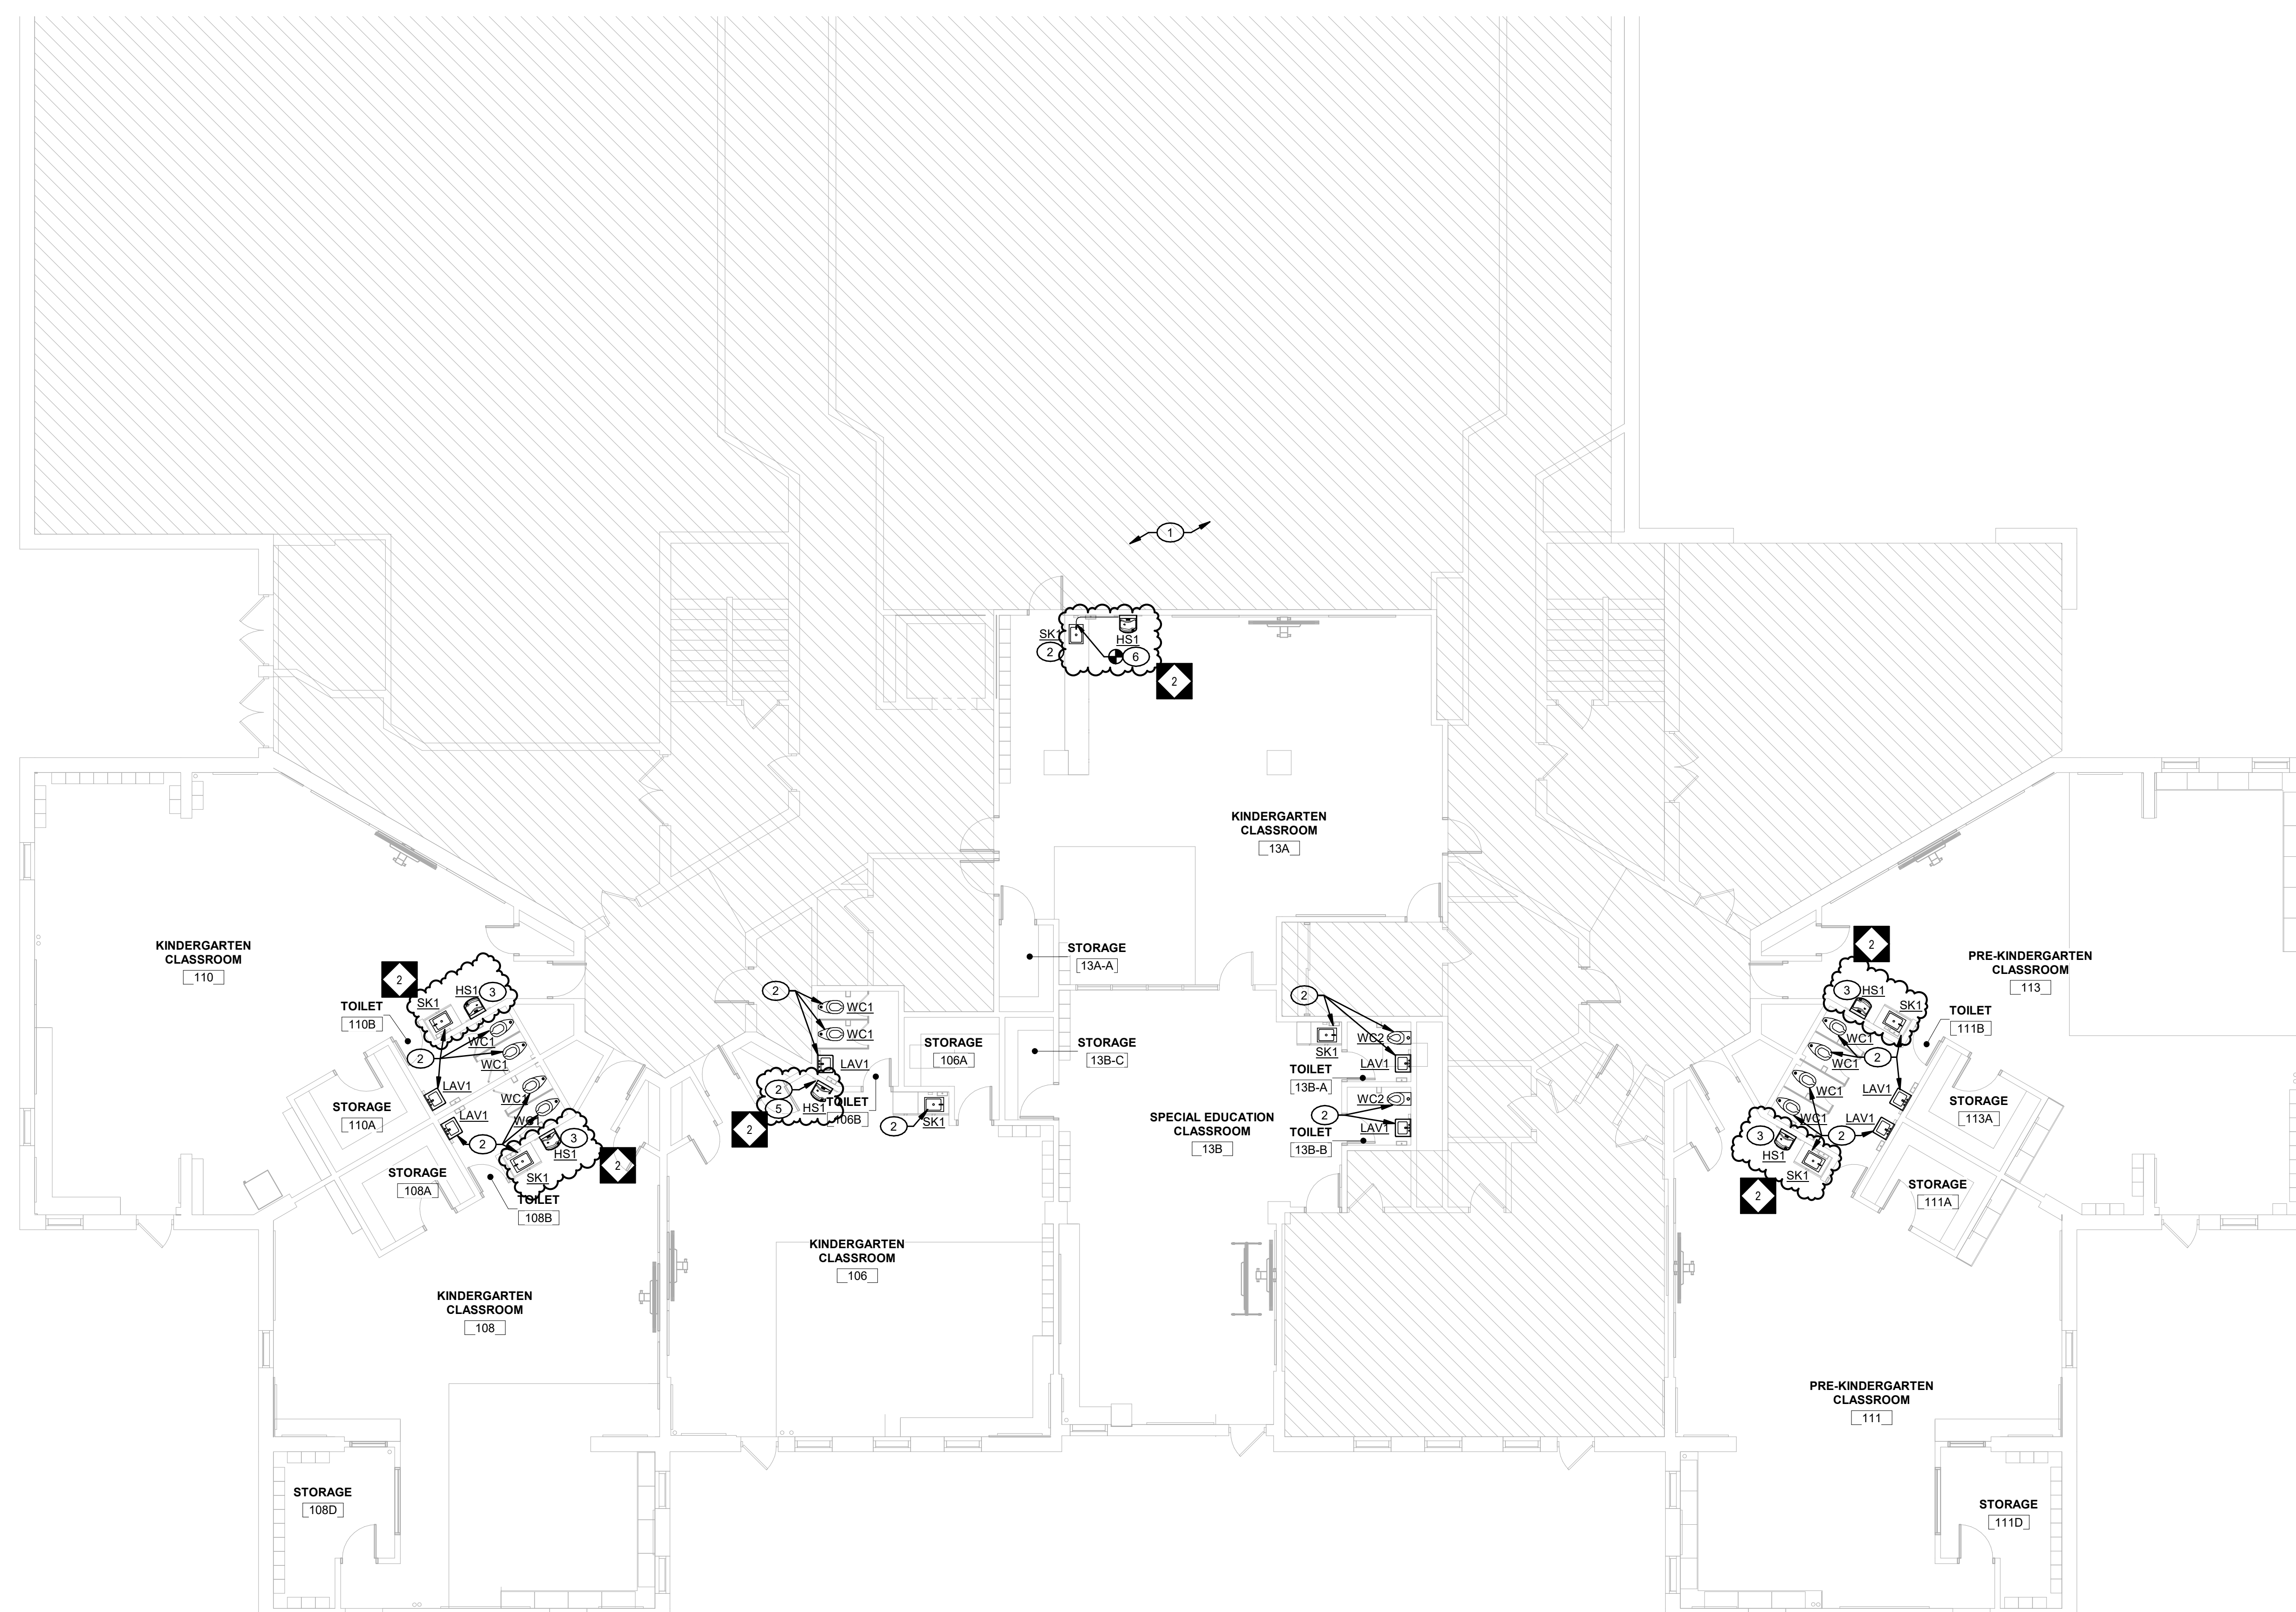 1
SK1
HS1
2
6
2
KINDERGARTEN
CLASSROOM
13A
KINDERGARTEN
CLASSROOM
110
2
HS1
3
SK1
TOILET
110B
WC1
2
WC1
LAV1
STORAGE
110A
LAV1
WC1
WC1
2
3
HS1
2
SK1
STORAGE
108A
TOILET
108B
KINDERGARTEN
CLASSROOM
108
STORAGE
108D
2
WC1
WC1
LAV1
2
5
HS1
2
TOILET
106B
STORAGE
106A
2
SK1
KINDERGARTEN
CLASSROOM
106
STORAGE
13A-A
STORAGE
13B-C
2
WC2
SK1
LAV1
TOILET
13B-A
WC2
2
LAV1
TOILET
13B-B
SPECIAL EDUCATION
CLASSROOM
13B
2
PRE-KINDERGARTEN
CLASSROOM
113
3
HS1
SK1
TOILET
111B
WC1
2
WC1
LAV1
STORAGE
113A
WC1
WC1
LAV1
2
3
HS1
SK1
2
STORAGE
111A
PRE-KINDERGARTEN
CLASSROOM
111
STORAGE
111D